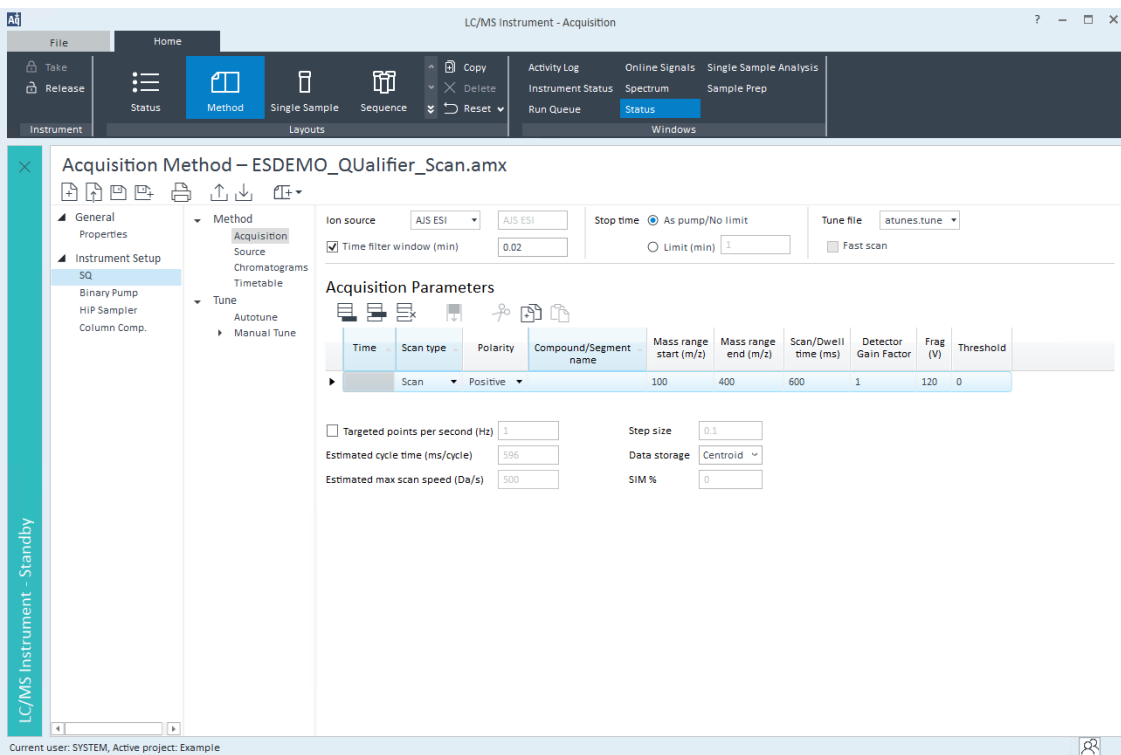 LC/MS Instrument - Acquisition
File Home
Take
Release
Instrument
Status Method Single Sample Sequence
Copy
Delete
Reset
Layouts
Activity Log Online Signals Single Sample Analysis
Instrument Status Spectrum Sample Prep
Run Queue Status
Windows
LC/MS Instrument - Standby
Acquisition Method – ESDEMO_QUalifier_Scan.amx
General
Properties
Instrument Setup
SQ
Binary Pump
HiP Sampler
Column Comp.
Method
Acquisition
Source
Chromatograms
Timetable
Tune
Autotune
Manual Tune
Ion source AJS ESI AJS ESI Stop time As pump/No limit Tune file atunes.tune
Time filter window (min) 0.02 Limit (min) 1 Fast scan
Acquisition Parameters
Time Scan type Polarity Compound/Segment name Mass range start (m/z) Mass range end (m/z) Scan/Dwell time (ms) Detector Gain Factor Frag (V) Threshold
Scan Positive 100 400 600 1 120 0
Targeted points per second (Hz) 1 Step size 0.1
Estimated cycle time (ms/cycle) 596 Data storage Centroid
Estimated max scan speed (Da/s) 500 SIM % 0
Current user: SYSTEM, Active project: Example